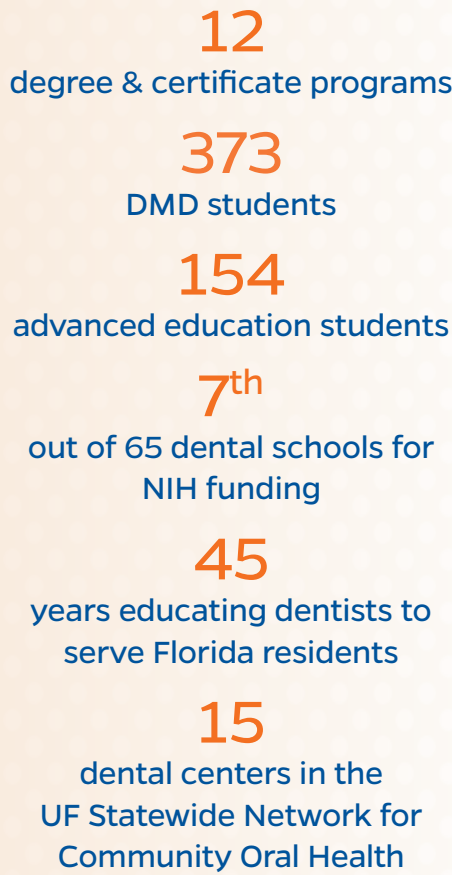 12
degree & certificate programs
373
DMD students
154
advanced education students
7th
out of 65 dental schools for
NIH funding
45
years educating dentists to
serve Florida residents
15
dental centers in the
UF Statewide Network for
Community Oral Health